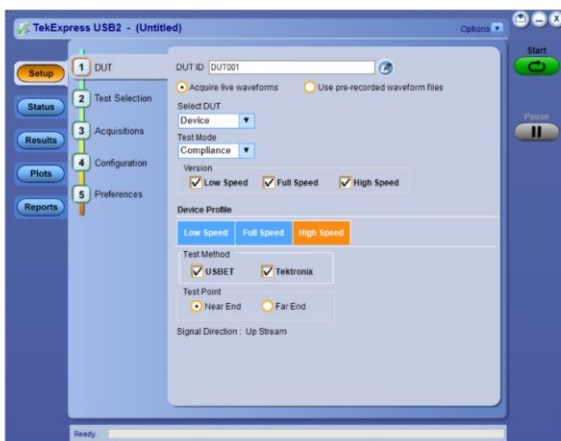 TekExpress USB2 - (Untitled)
Options
Start
Setup
Status
Results
Plots
Reports
1 DUT
2 Test Selection
3 Acquisitions
4 Configuration
5 Preferences
DUT ID DUT001
Acquire live waveforms Use pre-recorded waveform files
Select DUT
Device
Test Mode
Compliance
Version
Low Speed Full Speed High Speed
Device Profile
Low Speed Full Speed High Speed
Test Method
USBET Tektronix
Test Point
Near End Far End
Signal Direction : Up Stream
Pause
Ready